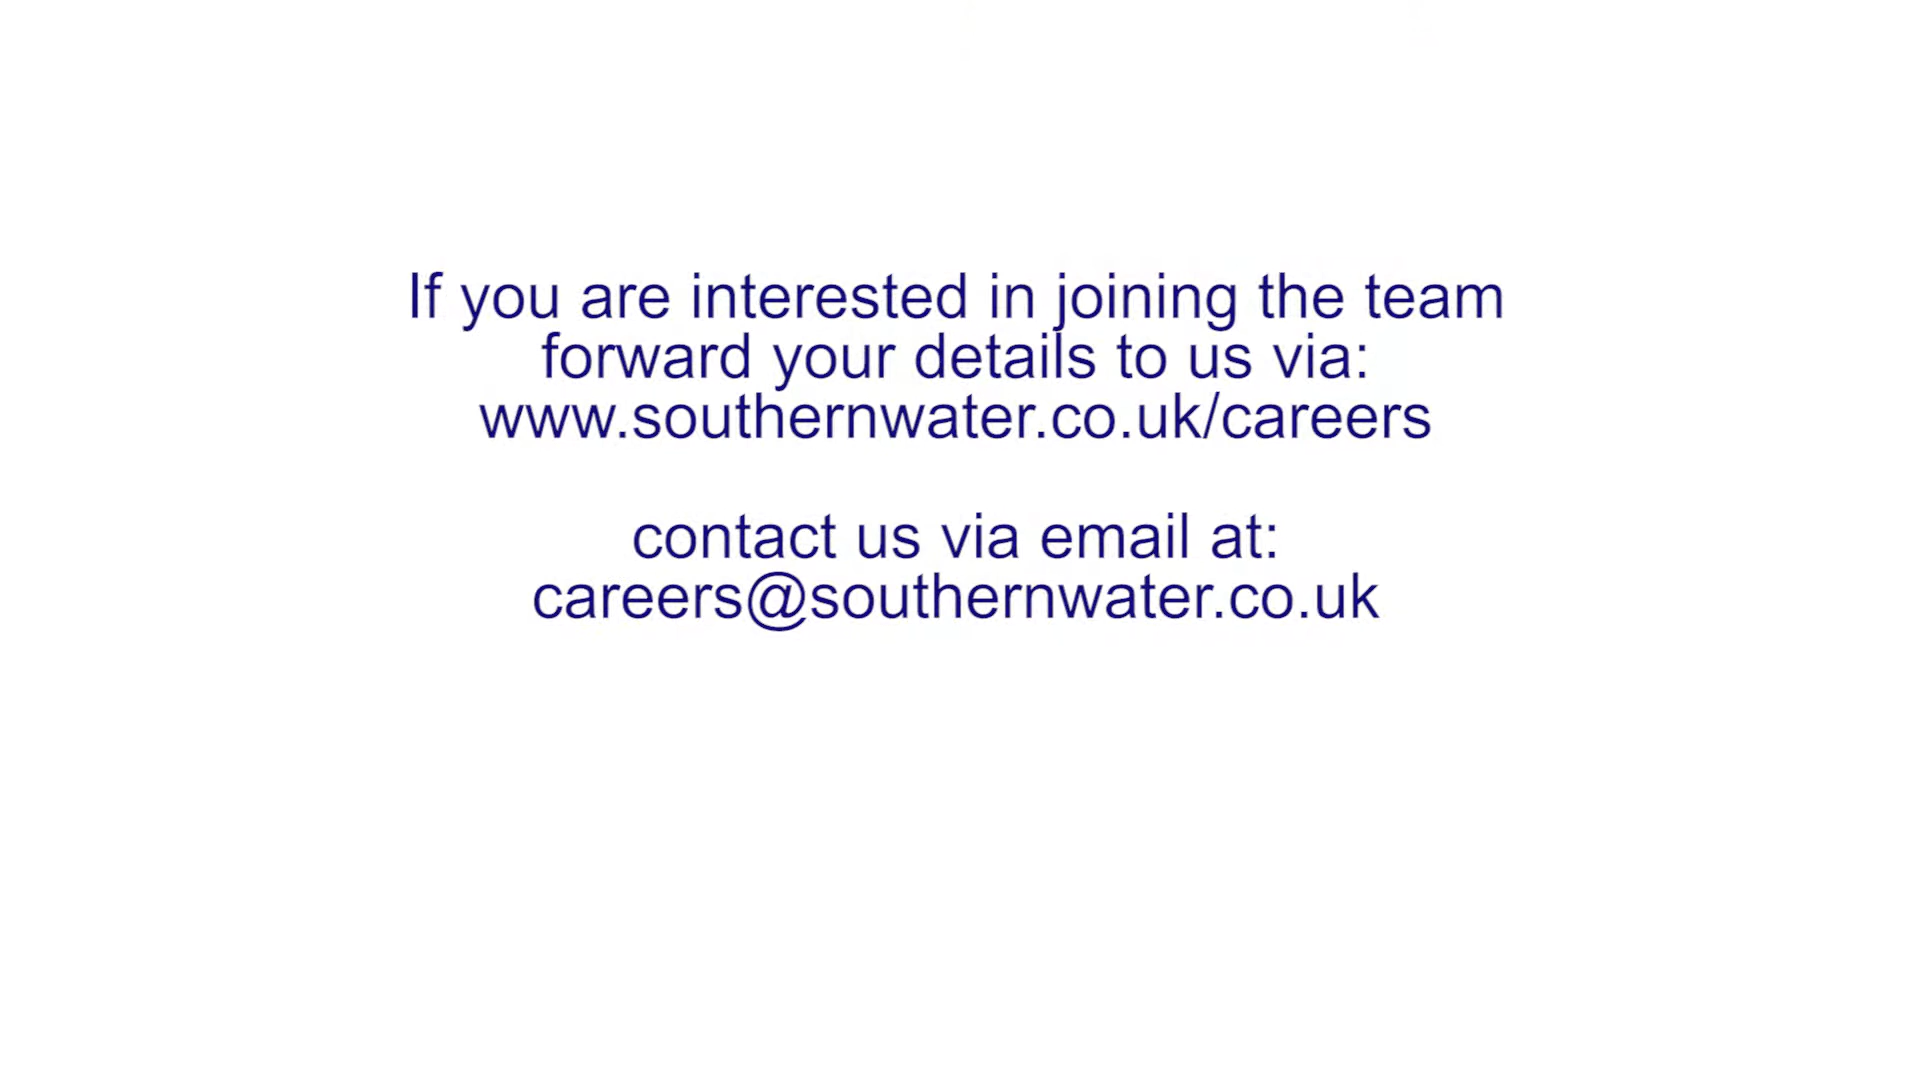 If you are interested in joining the team
forward your details to us via:
www.southernwater.co.uk/careers
contact us via email at:
careers@southernwater.co.uk